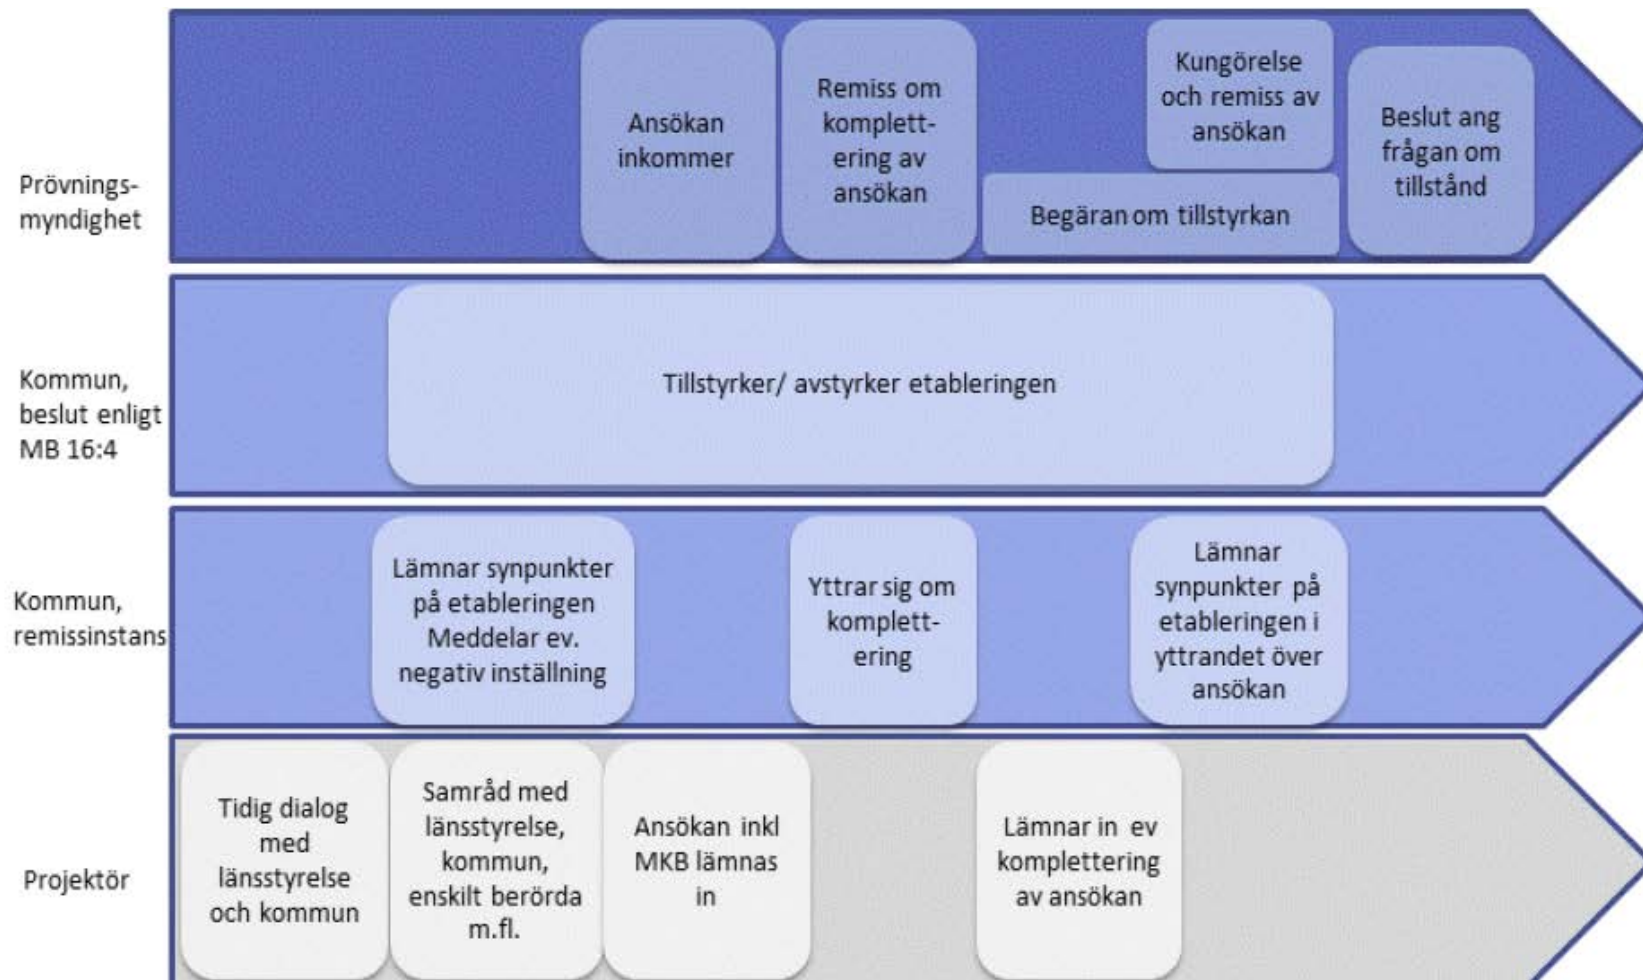 Prövnings-
myndighet
Ansökan
inkommer
Remiss om
komplett-
ering av
ansökan
Kungörelse
och remiss av
ansökan
Begäran om tillstyrkan
Beslut ang
frågan om
tillstånd
Kommun,
beslut enligt
MB 16:4
Tillstyrker/ avstyrker etableringen
Kommun,
remissinstans
Lämnar synpunkter
på etableringen
Meddelar ev.
negativ inställning
Yttrar sig om
komplett-
ering
Lämnar
synpunkter på
etableringen i
yttrandet över
ansökan
Projektör
Tidig dialog
med
länsstyrelse
och kommun
Samråd med
länsstyrelse,
kommun,
enskilt berörda
m.fl.
Ansökan inkl
MKB lämnas
in
Lämnar in ev
komplettering
av ansökan